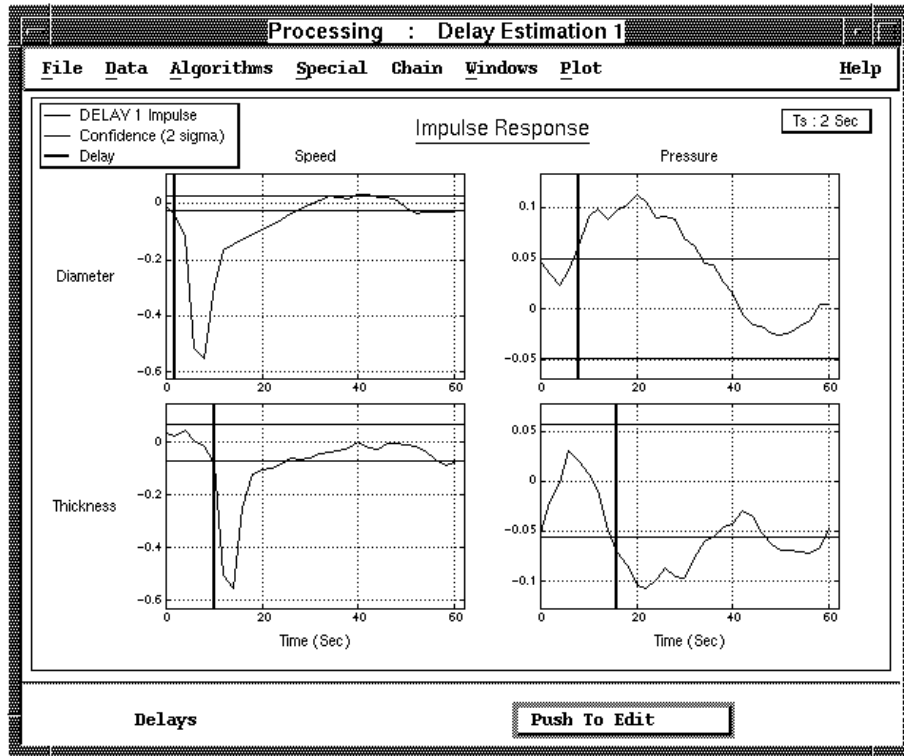 Processing : Delay Estimation 1
File Data Algorithms Special Chain Windows Plot Help
DELAY 1 Impulse
Confidence (2 sigma)
Delay
Impulse Response
Ts : 2 Sec
Speed
Pressure
Diameter
0
-0.2
-0.4
-0.6
0 20 40 60
0.1
0.05
0
-0.05
0 20 40 60
Thickness
0
-0.2
-0.4
-0.6
0 20 40 60
Time (Sec)
0.05
0
-0.05
-0.1
0 20 40 60
Time (Sec)
Delays
Push To Edit